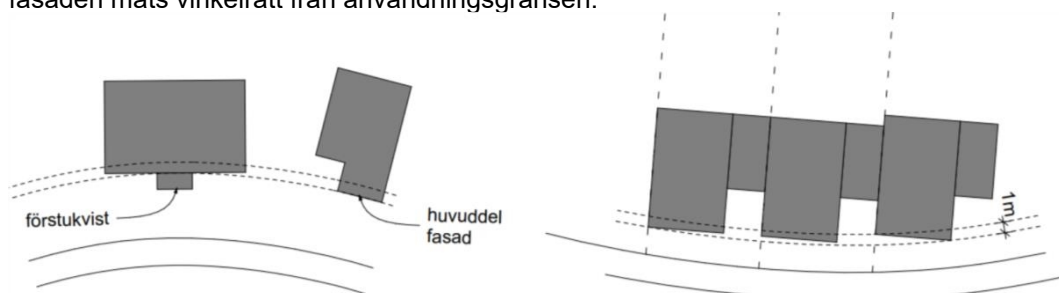 fasaden mäts vinkelrätt från användningsgränsen.
förstukvist
huvuddel
fasad
1m